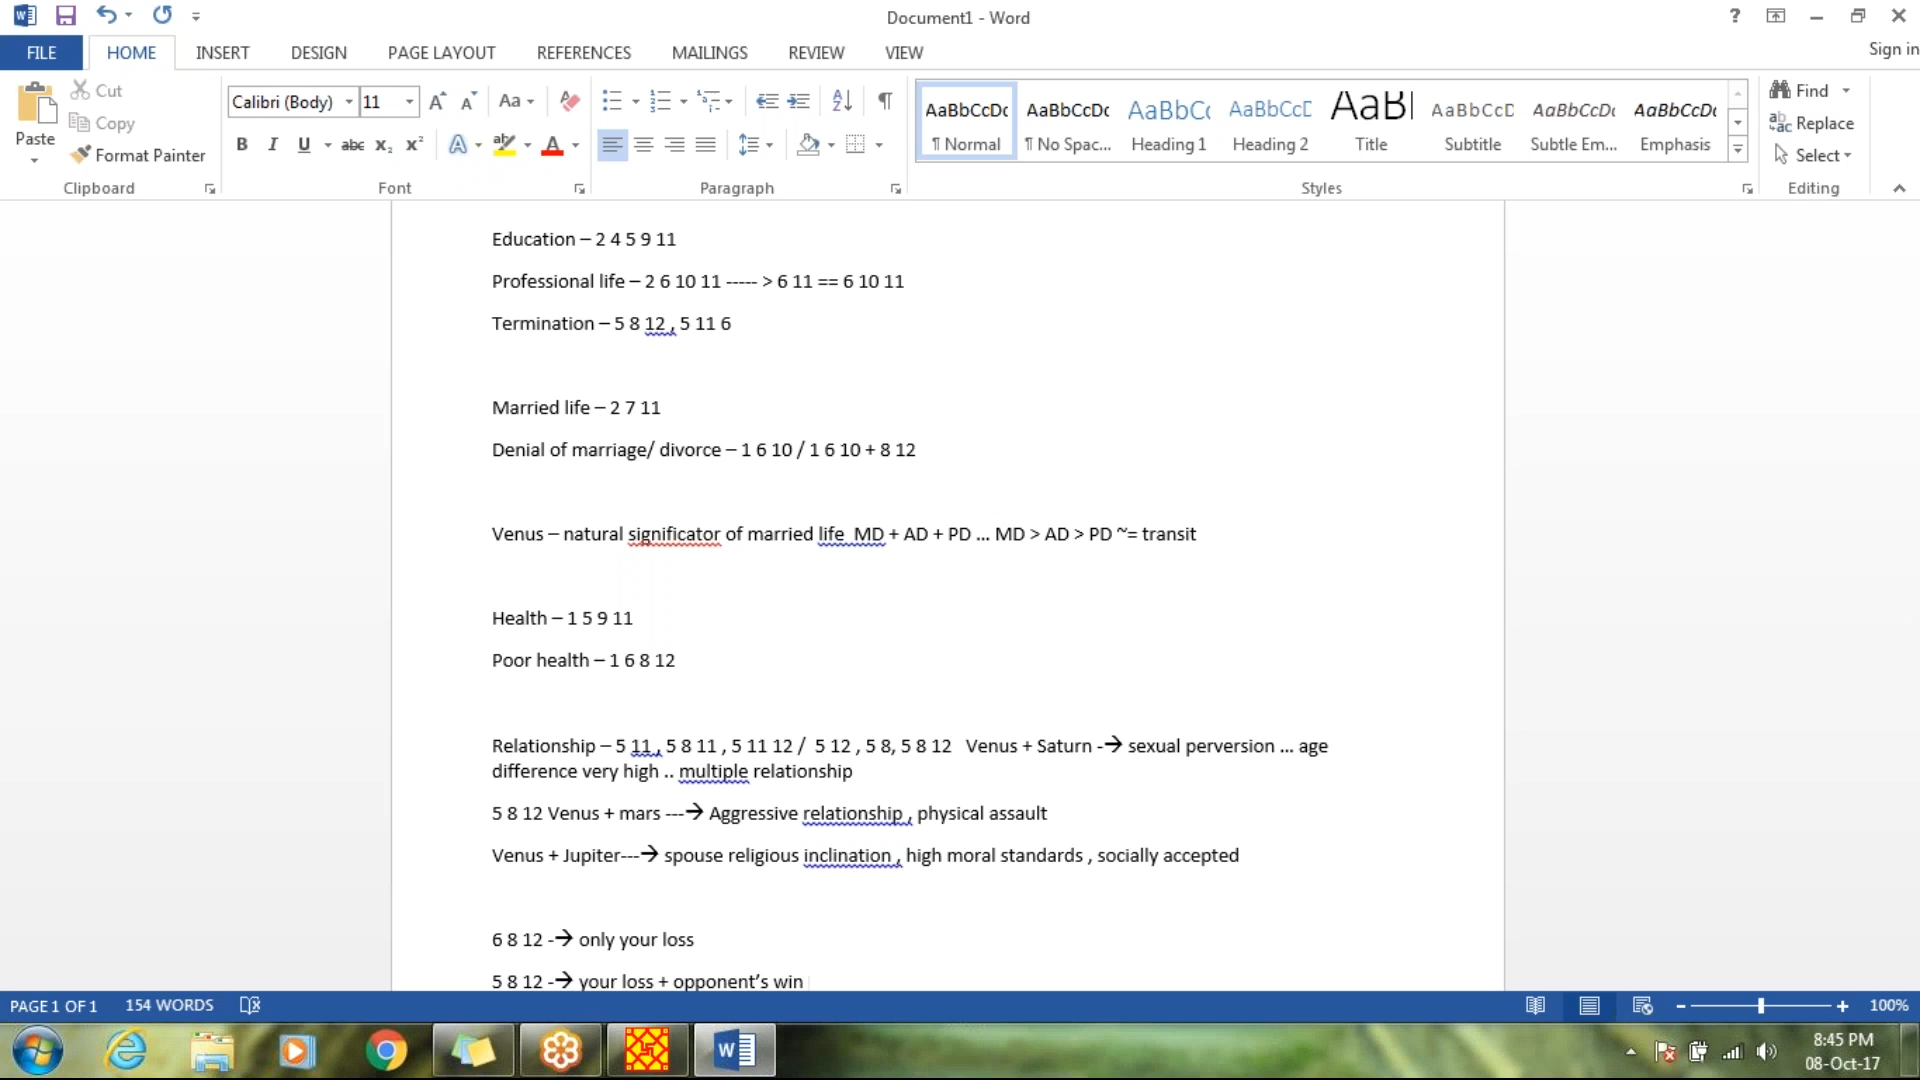 Document1 - Word
?
FILE HOME INSERT DESIGN PAGE LAYOUT REFERENCES MAILINGS REVIEW VIEW Sign in
Paste
Cut
Copy
Format Painter
Clipboard
Calibri (Body) 11
Aa
B I U abc x₂ x²
A
Font
Paragraph
AaBbCcDc AaBbCcDc AaBbCc AaBbCcD AaBl AaBbCcD AaBbCcDc AaBbCcDc
¶ Normal ¶ No Spac... Heading 1 Heading 2 Title Subtitle Subtle Em... Emphasis
Styles
Find
Replace
Select
Editing
Education – 2 4 5 9 11
Professional life – 2 6 10 11 ----- > 6 11 == 6 10 11
Termination – 5 8 12 , 5 11 6
Married life – 2 7 11
Denial of marriage/ divorce – 1 6 10 / 1 6 10 + 8 12
Venus – natural significator of married life  MD + AD + PD ... MD > AD > PD ~= transit
Health – 1 5 9 11
Poor health – 1 6 8 12
Relationship – 5 11 , 5 8 11 , 5 11 12 /  5 12 , 5 8, 5 8 12   Venus + Saturn -→ sexual perversion ... age
difference very high .. multiple relationship
5 8 12 Venus + mars ---→ Aggressive relationship , physical assault
Venus + Jupiter---→ spouse religious inclination , high moral standards , socially accepted
6 8 12 -→ only your loss
5 8 12 -→ your loss + opponent’s win
PAGE 1 OF 1 154 WORDS 100%
8:45 PM
08-Oct-17